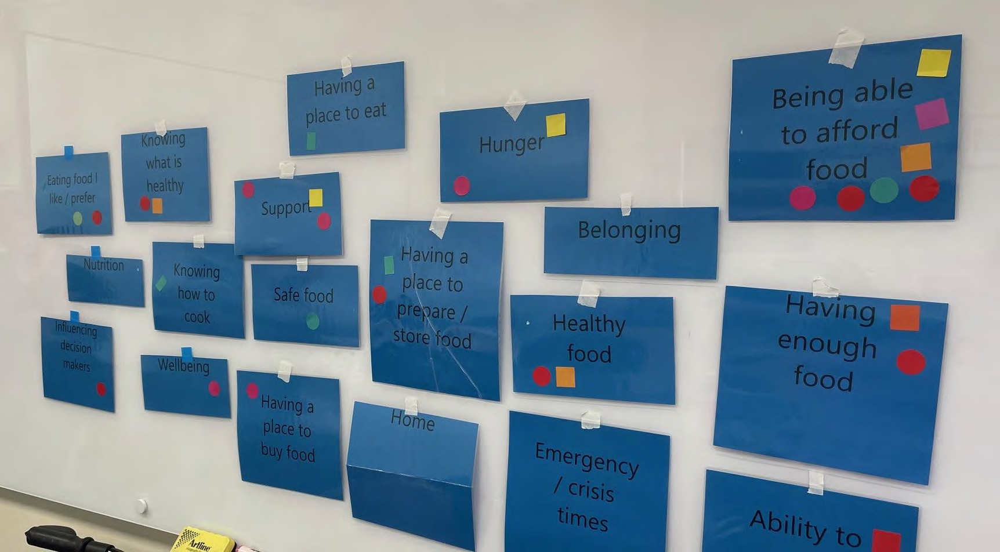 Having a
place to eat
Being able
to afford
food
Hunger
Knowing
what is
healthy
Eating food I
like / prefer
Support
Belonging
Nutrition
Knowing
how to
cook
Safe food
Having a
place to
prepare /
store food
Healthy
food
Having
enough
food
Influencing
decision
makers
Wellbeing
Having a
place to
buy food
Home
Emergency
/ crisis
times
Ability to
Artline